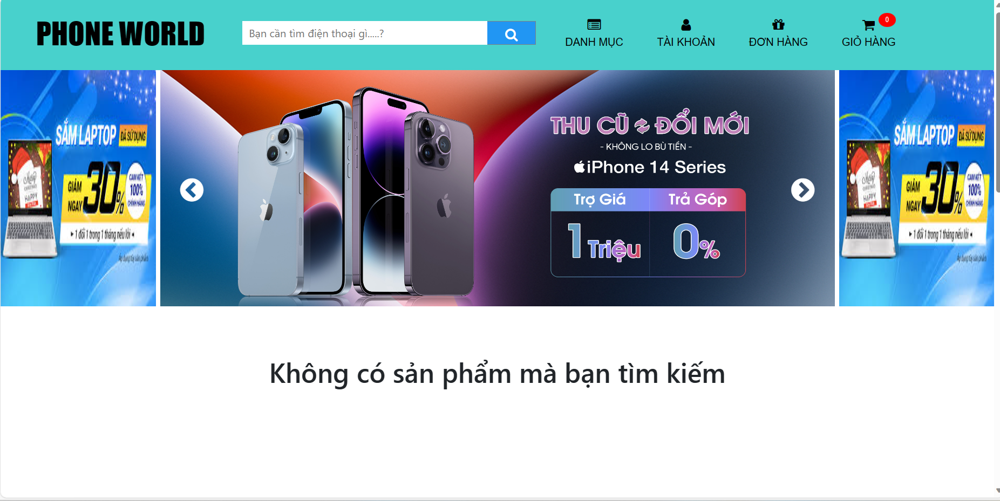 PHONE WORLD
Bạn cần tìm điện thoại gì.....?
DANH MỤC
TÀI KHOẢN
ĐƠN HÀNG
0
GIỎ HÀNG
SẮM LAPTOP ĐÃ SỬ DỤNG
GIẢM NGAY 30%
CAM KẾT 100% CHÍNH HÃNG
1 đổi 1 trong 1 tháng nếu lỗi
Áp dụng tùy sản phẩm
THU CŨ ĐỔI MỚI
- KHÔNG LO BÙ TIỀN -
iPhone 14 Series
Trợ Giá Trả Góp
1 Triệu 0%
SẮM LAPTOP ĐÃ SỬ DỤNG
GIẢM NGAY 30%
CAM KẾT 100% CHÍNH HÃNG
1 đổi 1 trong 1 tháng nếu lỗi
Áp dụng tùy sản phẩm
Không có sản phẩm mà bạn tìm kiếm